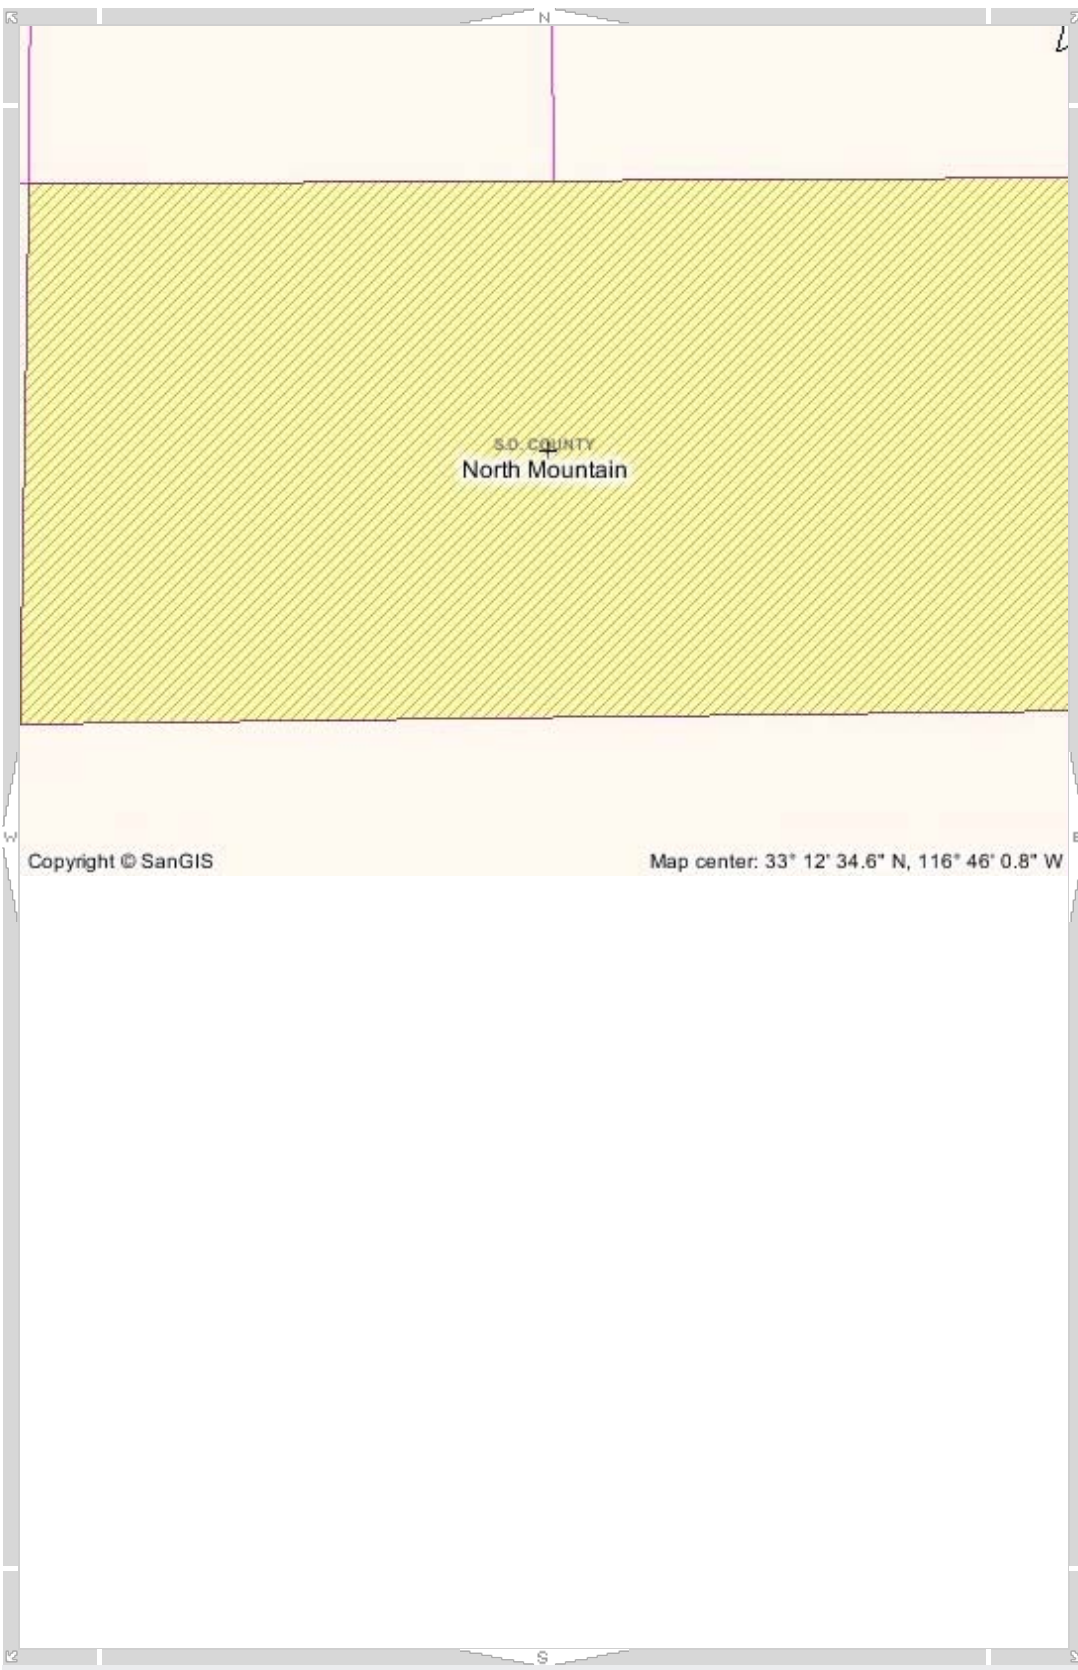 N
S.D. COUNTY
North Mountain
W
E
Copyright © SanGIS
Map center: 33° 12' 34.6" N, 116° 46' 0.8" W
S